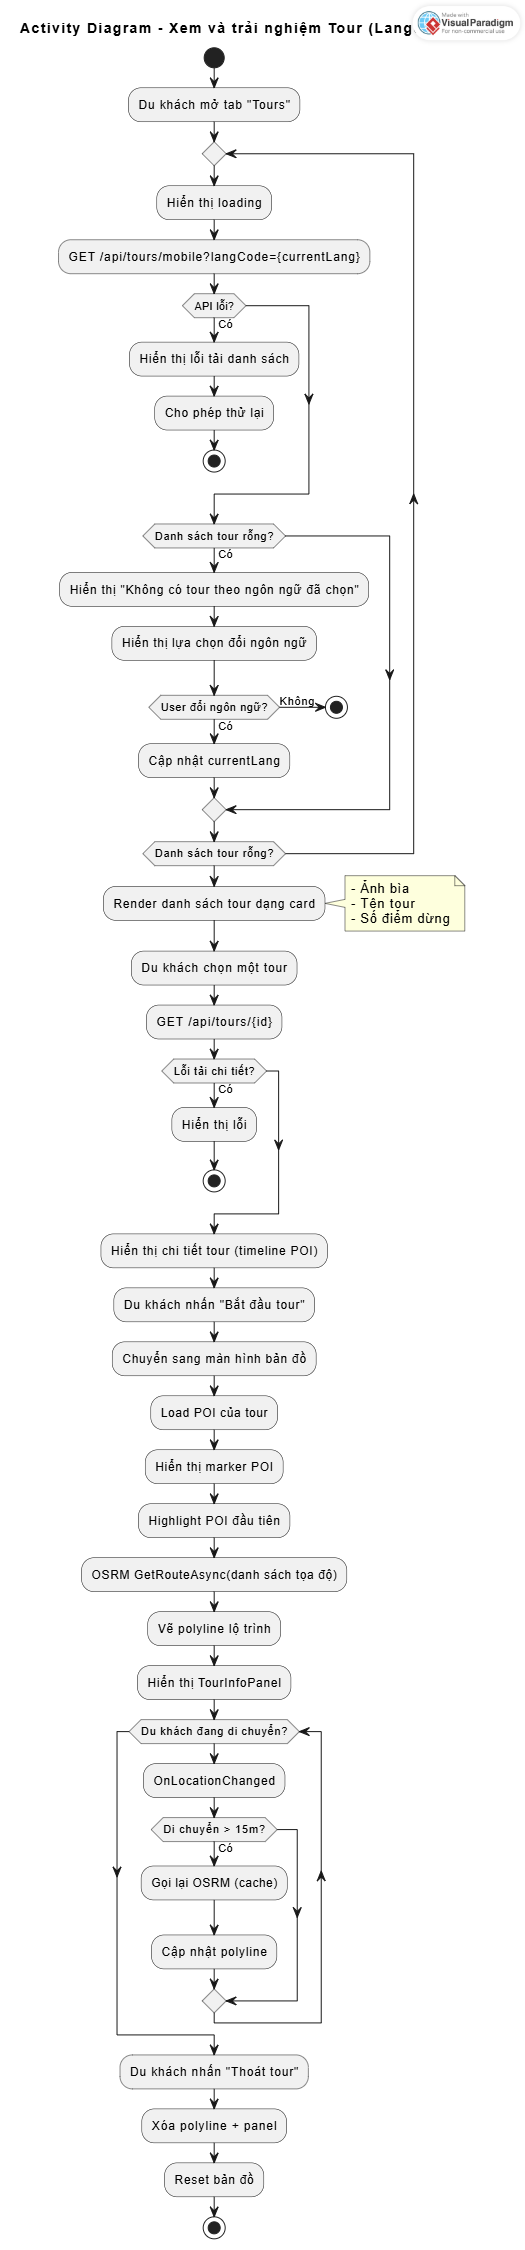 Activity Diagram - Xem và trải nghiệm Tour (Lang
Made with
VisualParadigm
For non-commercial use
Du khách mở tab "Tours"
Hiển thị loading
GET /api/tours/mobile?langCode={currentLang}
API lỗi?
Có
Hiển thị lỗi tải danh sách
Cho phép thử lại
Danh sách tour rỗng?
Có
Hiển thị "Không có tour theo ngôn ngữ đã chọn"
Hiển thị lựa chọn đổi ngôn ngữ
User đổi ngôn ngữ?
Không
Có
Cập nhật currentLang
Danh sách tour rỗng?
Render danh sách tour dạng card
- Ảnh bìa
- Tên tour
- Số điểm dừng
Du khách chọn một tour
GET /api/tours/{id}
Lỗi tải chi tiết?
Có
Hiển thị lỗi
Hiển thị chi tiết tour (timeline POI)
Du khách nhấn "Bắt đầu tour"
Chuyển sang màn hình bản đồ
Load POI của tour
Hiển thị marker POI
Highlight POI đầu tiên
OSRM GetRouteAsync(danh sách tọa độ)
Vẽ polyline lộ trình
Hiển thị TourInfoPanel
Du khách đang di chuyển?
OnLocationChanged
Di chuyển > 15m?
Có
Gọi lại OSRM (cache)
Cập nhật polyline
Du khách nhấn "Thoát tour"
Xóa polyline + panel
Reset bản đồ